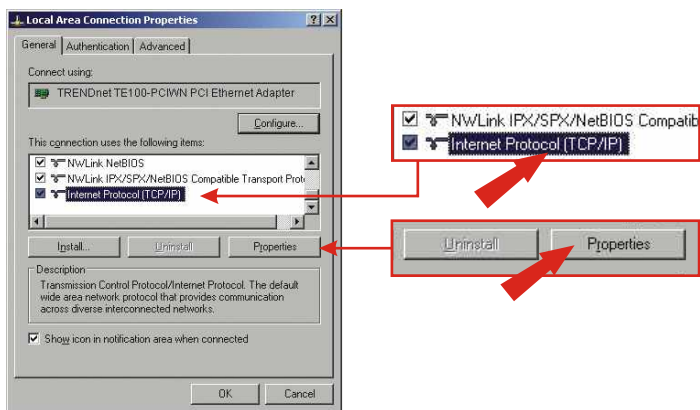 Local Area Connection Properties
General Authentication Advanced
Connect using:
TRENDnet TE100-PCIWN PCI Ethernet Adapter
Configure...
This connection uses the following items:
NWLink NetBIOS
NWLink IPX/SPX/NetBIOS Compatible Transport Prot
Internet Protocol (TCP/IP)
Install... Uninstall Properties
Description
Transmission Control Protocol/Internet Protocol. The default
wide area network protocol that provides communication
across diverse interconnected networks.
Show icon in notification area when connected
OK Cancel
NWLink IPX/SPX/NetBIOS Compatib
Internet Protocol (TCP/IP)
Uninstall Properties